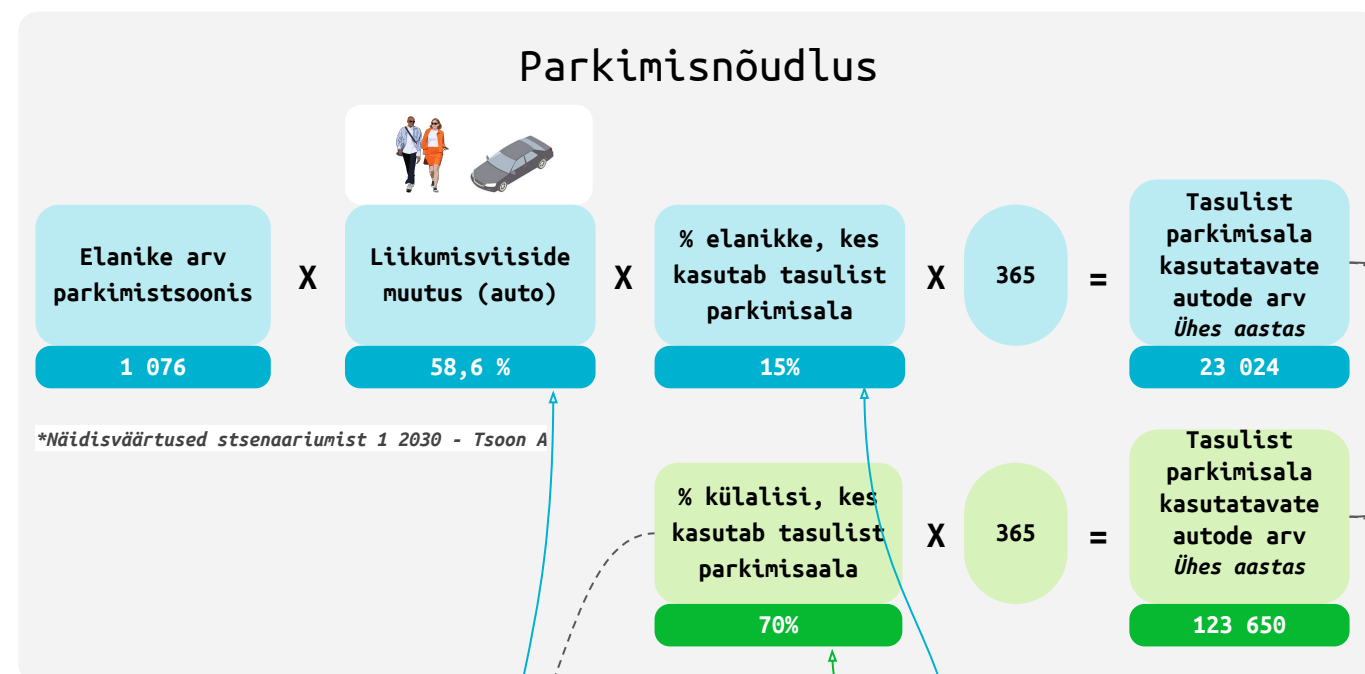 Parkimisnõudlus
Elanike arv
parkimistsoonis
1 076
X
Liikumisviiside
muutus (auto)
58,6 %
X
% elanikke, kes
kasutab tasulist
parkimisala
15%
X
365
=
Tasulist
parkimisala
kasutatavate
autode arv
Ühes aastas
23 024
*Näidisväärtused stsenaariumist 1 2030 - Tsoon A
% külalisi, kes
kasutab tasulist
parkimisaala
70%
X
365
=
Tasulist
parkimisala
kasutatavate
autode arv
Ühes aastas
123 650